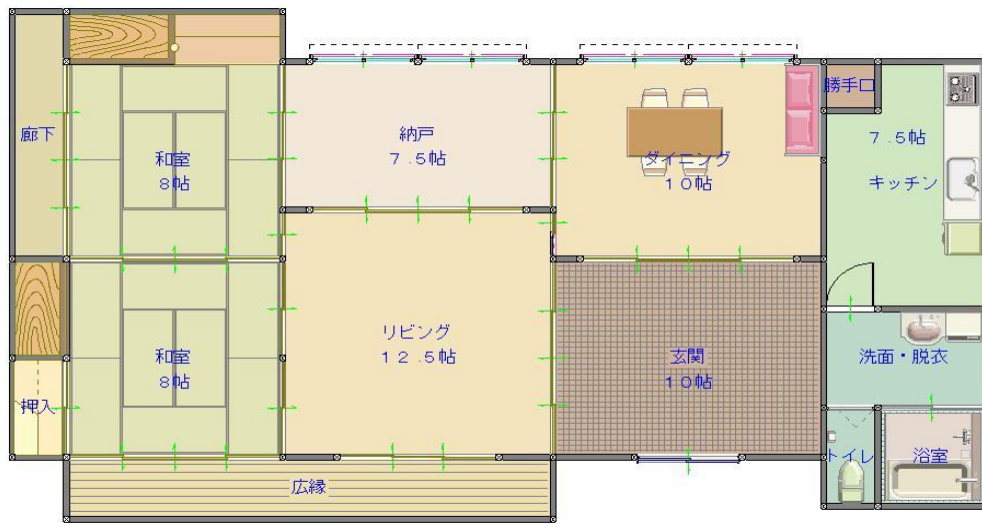 廊下
和室
8帖
納戸
7.5帖
ダイニング
10帖
勝手口
7.5帖
キッチン
和室
8帖
押入
リビング
12.5帖
玄関
10帖
洗面・脱衣
トイレ
浴室
広縁